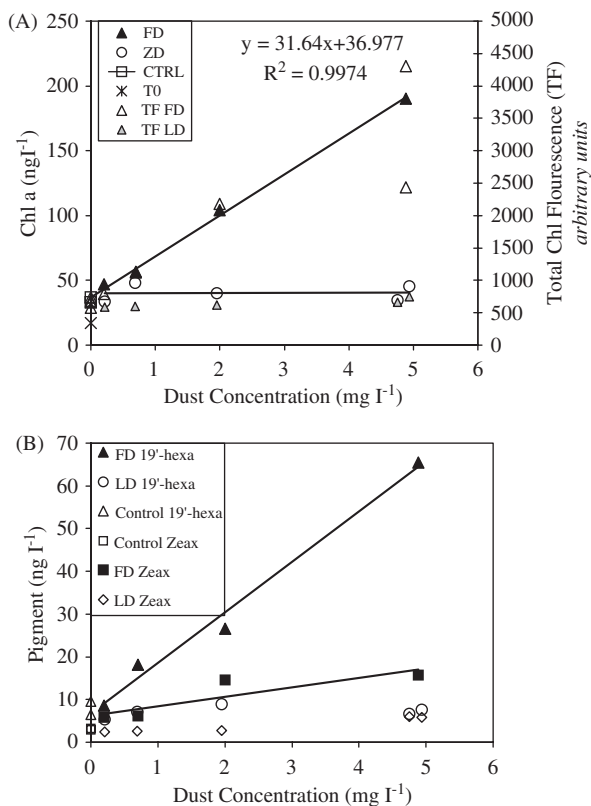 (A)
250
200
150
100
50
0
Chl a (ngl-1)
FD
ZD
CTRL
T0
TF FD
TF LD
y = 31.64x+36.977
R2 = 0.9974
5000
4500
4000
3500
3000
2500
2000
1500
1000
500
0
Total Chl Flourescence (TF)
arbitrary units
0 1 2 3 4 5 6
Dust Concentration (mg l-1)
(B)
70
60
50
40
30
20
10
0
Pigment (ng l-1)
FD 19'-hexa
LD 19'-hexa
Control 19'-hexa
Control Zeax
FD Zeax
LD Zeax
0 1 2 3 4 5 6
Dust Concentration (mg l-1)